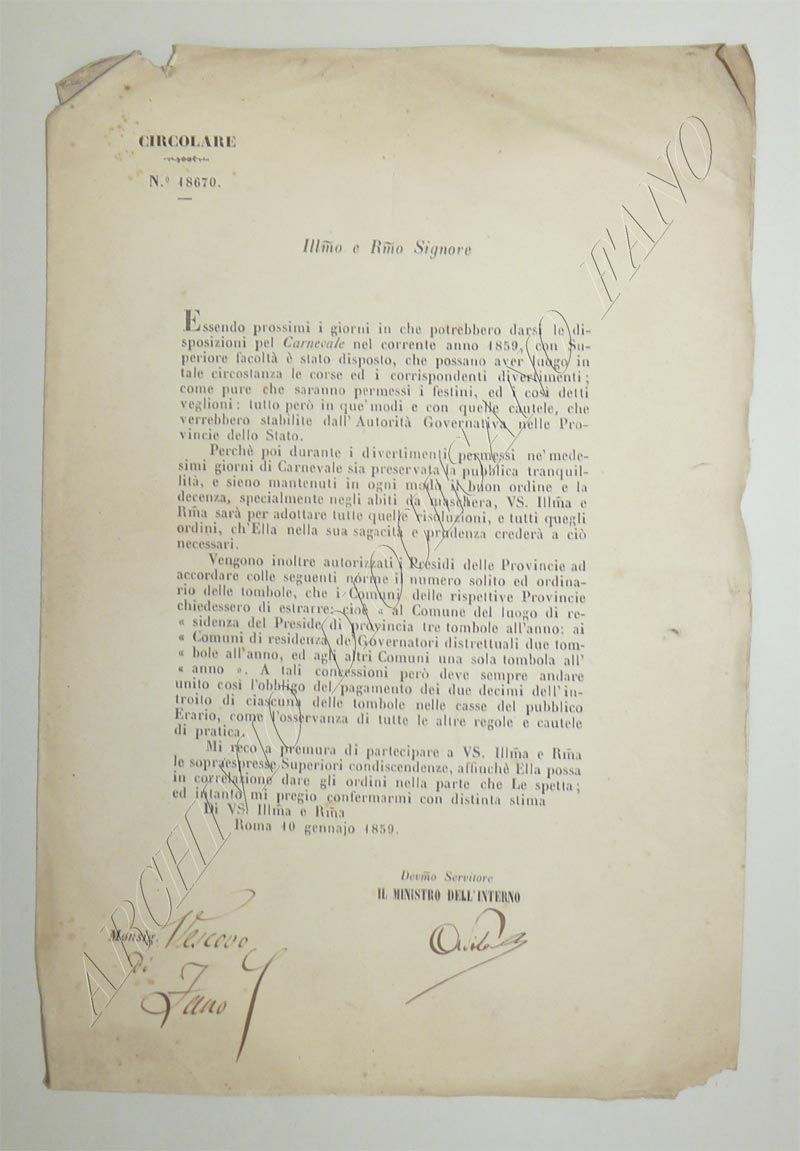 CIRCOLARE
N.º 18670.
Illm̃o e Rm̃o Signore
Essendo prossimi i giorni in che potrebbero darsi le di-
sposizioni pel Carnevale nel corrente anno 1859, con Su-
periore facoltà è stato disposto, che possano aver luogo in
tale circostanza le corse ed i corrispondenti divertimenti;
come pure che saranno permessi i festini, ed i così detti
veglioni: tutto però in que' modi e con quelle cautele, che
verrebbero stabilite dall'Autorità Governativa nelle Pro-
vincie dello Stato.
Perchè poi durante i divertimenti permessi ne' mede-
simi giorni di Carnevale sia preservata la pubblica tranquil-
lità, e sieno mantenuti in ogni modo il buon ordine e la
decenza, specialmente negli abiti da maschera, VS. Illm̃a e
Rm̃a sarà per adottare tutte quelle risoluzioni, e tutti quegli
ordini, ch'Ella nella sua sagacità e prudenza crederà a ciò
necessari.
Vengono inoltre autorizzati i Presidi delle Provincie ad
accordare colle seguenti norme il numero solito ed ordina-
rio delle tombole, che i Comuni delle rispettive Provincie
chiedessero di estrarre: cioè « al Comune del luogo di re-
« sidenza del Preside di provincia tre tombole all'anno: ai
« Comuni di residenza de' Governatori distrettuali due tom-
« bole all'anno, ed agli altri Comuni una sola tombola all'
« anno ». A tali concessioni però deve sempre andare
unito così l'obbligo del pagamento dei due decimi dell'in-
troito di ciascuna delle tombole nelle casse del pubblico
Erario, come l'osservanza di tutte le altre regole e cautele
di pratica.
Mi reco a premura di partecipare a VS. Illm̃a e Rm̃a
le sopraespresse Superiori condiscendenze, affinchè Ella possa
in correlazione dare gli ordini nella parte che Le spetta;
ed intanto mi pregio confermarmi con distinta stima
Di VS. Illm̃a e Rm̃a
Roma 10 gennajo 1859.
Devm̃o Servitore
IL MINISTRO DELL'INTERNO
Monsig. Vescovo
di
Fano
FANO